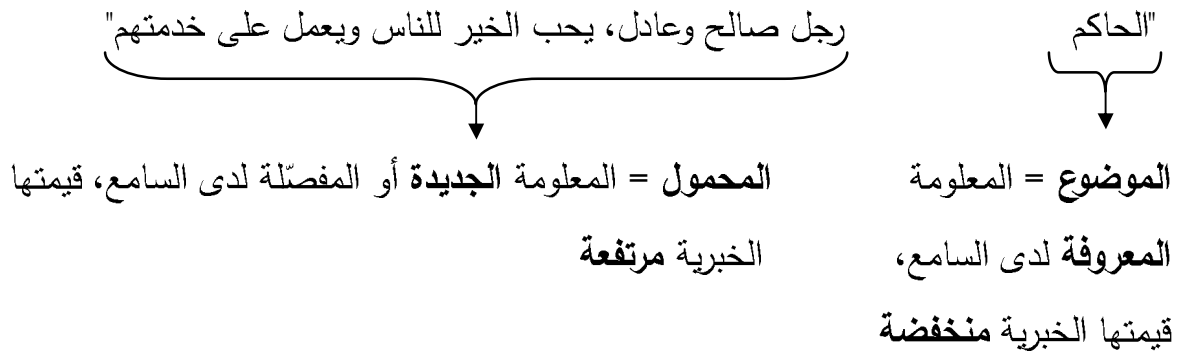 "الحاكم رجل صالح وعادل، يحب الخير للناس ويعمل على خدمتهم"
الموضوع = المعلومة
المعروفة لدى السامع،
قيمتها الخبرية منخفضة
المحمول = المعلومة الجديدة أو المفصّلة لدى السامع، قيمتها
الخبرية مرتفعة